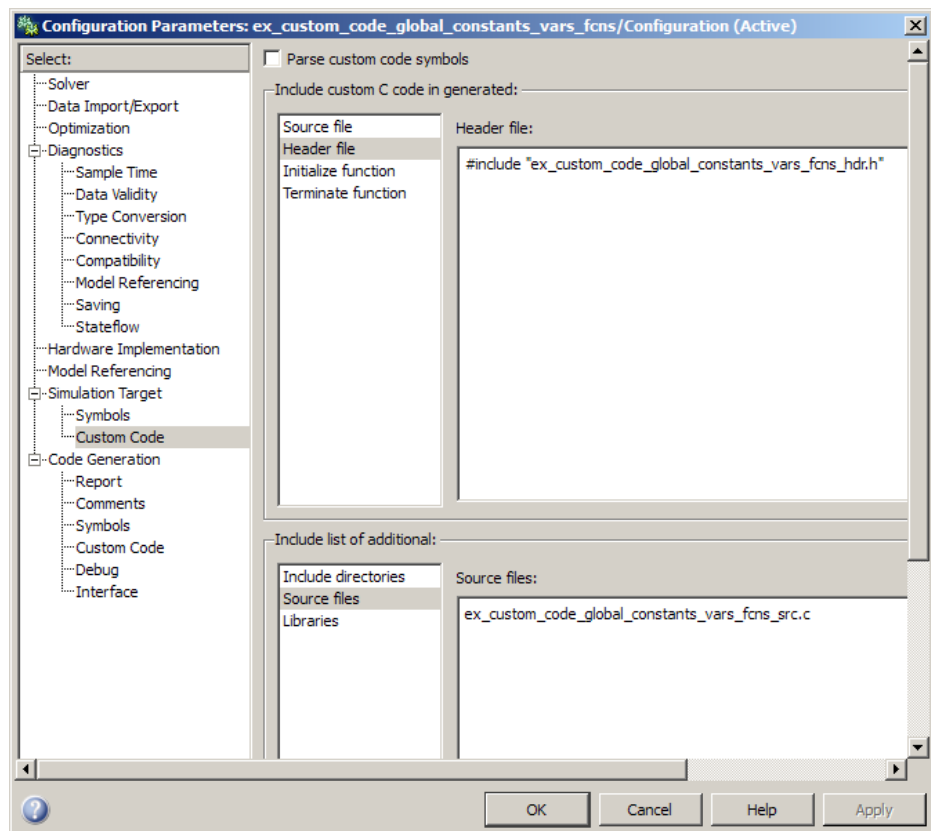 Configuration Parameters: ex_custom_code_global_constants_vars_fcns/Configuration (Active)
Select:
Solver
Data Import/Export
Optimization
Diagnostics
Sample Time
Data Validity
Type Conversion
Connectivity
Compatibility
Model Referencing
Saving
Stateflow
Hardware Implementation
Model Referencing
Simulation Target
Symbols
Custom Code
Code Generation
Report
Comments
Symbols
Custom Code
Debug
Interface
Parse custom code symbols
Include custom C code in generated:
Source file
Header file
Initialize function
Terminate function
Header file:
#include "ex_custom_code_global_constants_vars_fcns_hdr.h"
Include list of additional:
Include directories
Source files
Libraries
Source files:
ex_custom_code_global_constants_vars_fcns_src.c
OK
Cancel
Help
Apply